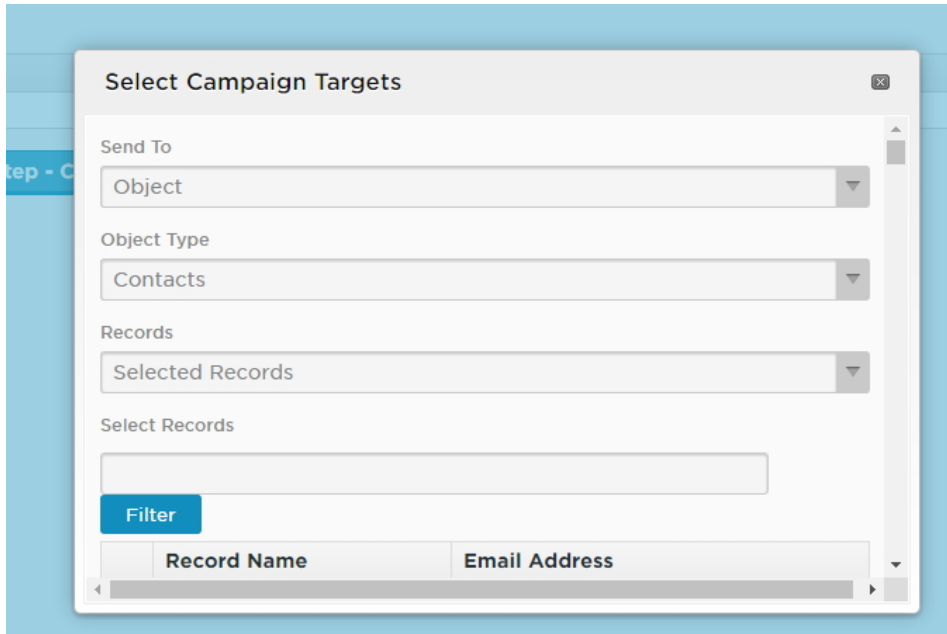 Select Campaign Targets
Send To
tep - C
Object
Object Type
Contacts
Records
Selected Records
Select Records
Filter
Record Name Email Address